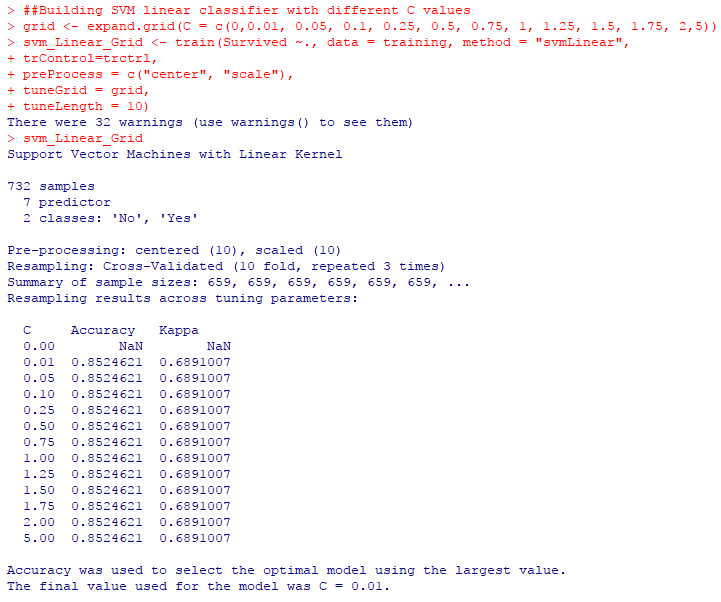 > ##Building SVM linear classifier with different C values
> grid <- expand.grid(C = c(0,0.01, 0.05, 0.1, 0.25, 0.5, 0.75, 1, 1.25, 1.5, 1.75, 2,5))
> svm_Linear_Grid <- train(Survived ~., data = training, method = "svmLinear",
+ trControl=trctrl,
+ preProcess = c("center", "scale"),
+ tuneGrid = grid,
+ tuneLength = 10)
There were 32 warnings (use warnings() to see them)
> svm_Linear_Grid
Support Vector Machines with Linear Kernel
732 samples
7 predictor
2 classes: 'No', 'Yes'
Pre-processing: centered (10), scaled (10)
Resampling: Cross-Validated (10 fold, repeated 3 times)
Summary of sample sizes: 659, 659, 659, 659, 659, 659, ...
Resampling results across tuning parameters:
C Accuracy Kappa
0.00 NaN NaN
0.01 0.8524621 0.6891007
0.05 0.8524621 0.6891007
0.10 0.8524621 0.6891007
0.25 0.8524621 0.6891007
0.50 0.8524621 0.6891007
0.75 0.8524621 0.6891007
1.00 0.8524621 0.6891007
1.25 0.8524621 0.6891007
1.50 0.8524621 0.6891007
1.75 0.8524621 0.6891007
2.00 0.8524621 0.6891007
5.00 0.8524621 0.6891007
Accuracy was used to select the optimal model using the largest value.
The final value used for the model was C = 0.01.